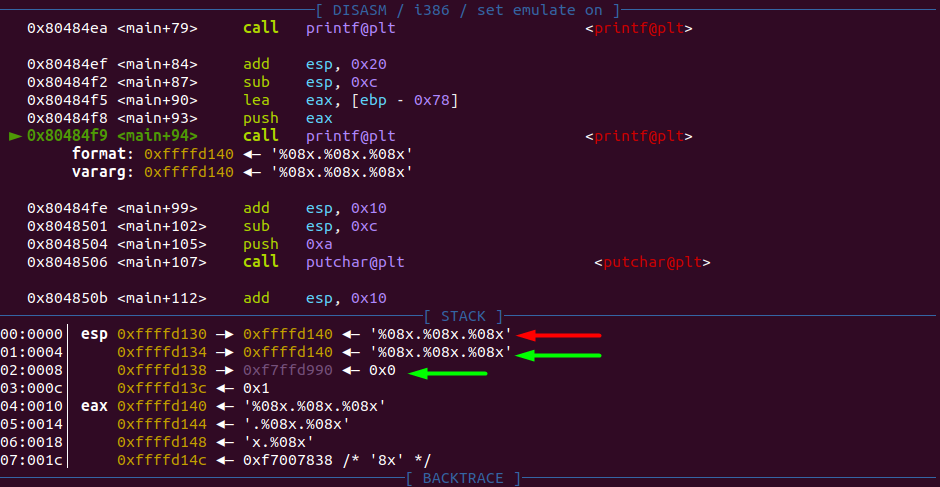 [ DISASM / i386 / set emulate on ]
0x80484ea <main+79> call printf@plt <printf@plt>
0x80484ef <main+84> add esp, 0x20
0x80484f2 <main+87> sub esp, 0xc
0x80484f5 <main+90> lea eax, [ebp - 0x78]
0x80484f8 <main+93> push eax
► 0x80484f9 <main+94> call printf@plt <printf@plt>
format: 0xffffd140 ◄— '%08x.%08x.%08x'
vararg: 0xffffd140 ◄— '%08x.%08x.%08x'
0x80484fe <main+99> add esp, 0x10
0x8048501 <main+102> sub esp, 0xc
0x8048504 <main+105> push 0xa
0x8048506 <main+107> call putchar@plt <putchar@plt>
0x804850b <main+112> add esp, 0x10
[ STACK ]
00:0000│ esp 0xffffd130 —► 0xffffd140 ◄— '%08x.%08x.%08x'
01:0004│ 0xffffd134 —► 0xffffd140 ◄— '%08x.%08x.%08x'
02:0008│ 0xffffd138 —► 0xf7ffd990 ◄— 0x0
03:000c│ 0xffffd13c ◄— 0x1
04:0010│ eax 0xffffd140 ◄— '%08x.%08x.%08x'
05:0014│ 0xffffd144 ◄— '.%08x.%08x'
06:0018│ 0xffffd148 ◄— 'x.%08x'
07:001c│ 0xffffd14c ◄— 0xf7007838 /* '8x' */
[ BACKTRACE ]